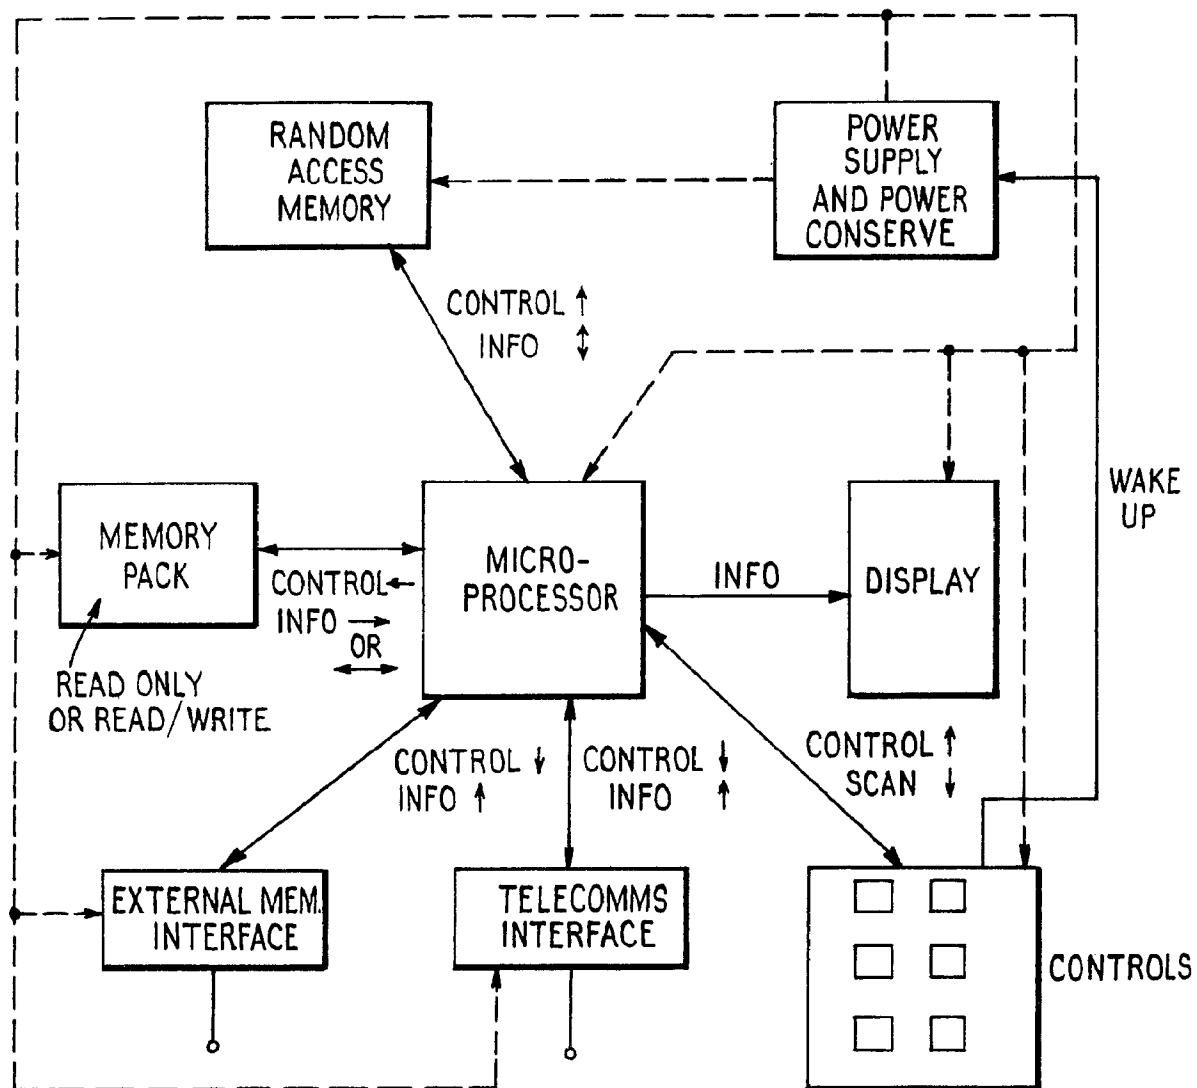 RANDOM
ACCESS
MEMORY
POWER
SUPPLY
AND POWER
CONSERVE
CONTROL ↑
INFO ↕
WAKE
UP
MEMORY
PACK
CONTROL ←
INFO →
OR
↔
MICRO-
PROCESSOR
INFO
DISPLAY
READ ONLY
OR READ/WRITE
CONTROL ↓
INFO ↑
CONTROL ↓
INFO ↑
CONTROL ↑
SCAN ↓
EXTERNAL MEM.
INTERFACE
TELECOMMS
INTERFACE
CONTROLS